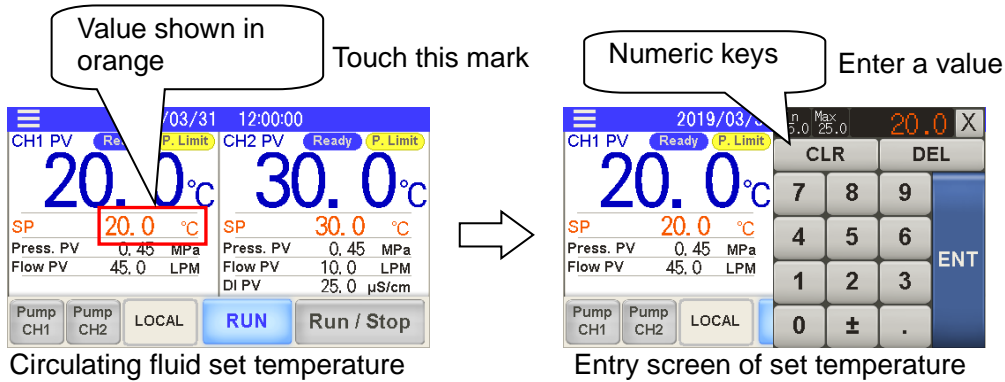 Value shown in
orange
Touch this mark
Numeric keys
Enter a value
/03/31 12:00:00
CH1 PV Ready P. Limit CH2 PV Ready P. Limit
20. 0 °C 30. 0 °C
SP 20. 0 °C SP 30. 0 °C
Press. PV 0. 45 MPa Press. PV 0. 45 MPa
Flow PV 45. 0 LPM Flow PV 10. 0 LPM
DI PV 25. 0 µS/cm
Pump CH1 Pump CH2 LOCAL RUN Run / Stop
Circulating fluid set temperature
2019/03/
Max
5.0 25.0 20.0 X
CH1 PV Ready P. Limit
20. 0 °C
SP 20. 0 °C
Press. PV 0. 45 MPa
Flow PV 45. 0 LPM
Pump CH1 Pump CH2 LOCAL
CLR DEL
7 8 9
4 5 6
ENT
1 2 3
0 ± .
Entry screen of set temperature